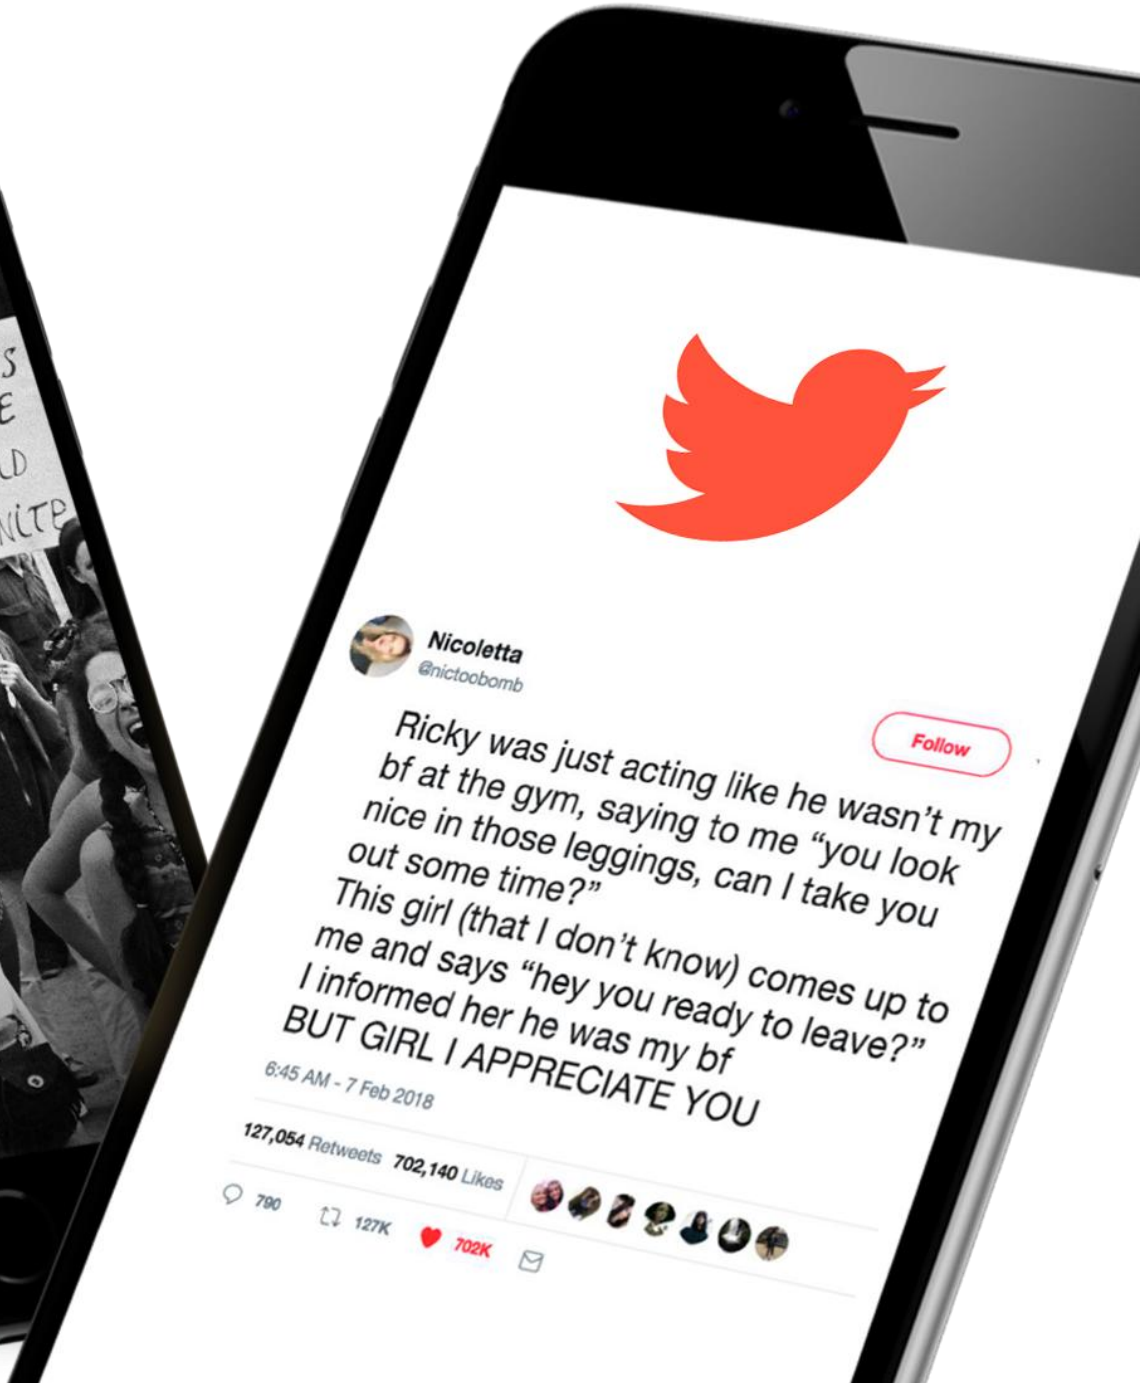 S
E
LD
NiTE
Nicoletta
@nictoobomb
Follow
Ricky was just acting like he wasn't my
bf at the gym, saying to me “you look
nice in those leggings, can I take you
out some time?”
This girl (that I don't know) comes up to
me and says “hey you ready to leave?”
I informed her he was my bf
BUT GIRL I APPRECIATE YOU
6:45 AM - 7 Feb 2018
127,054 Retweets 702,140 Likes
790 127K 702K